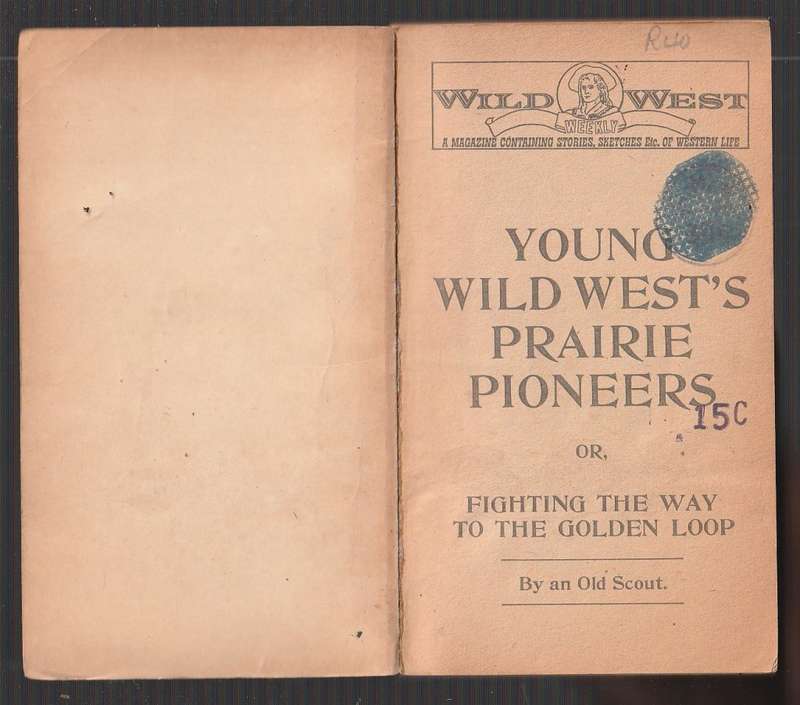 R40
WILD WEST
WEEKLY
A MAGAZINE CONTAINING STORIES, SKETCHES Etc. OF WESTERN LIFE
YOUNG
WILD WEST'S
PRAIRIE
PIONEERS
15C
OR,
FIGHTING THE WAY
TO THE GOLDEN LOOP
By an Old Scout.